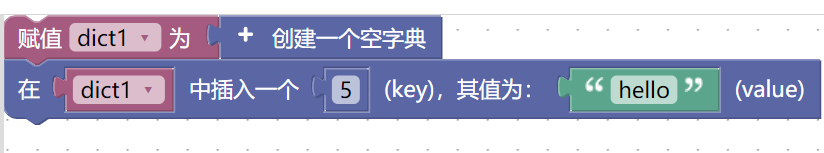 赋值 dict1 为 + 创建一个空字典
在 dict1 中插入一个 5 (key)，其值为： “ hello ” (value)